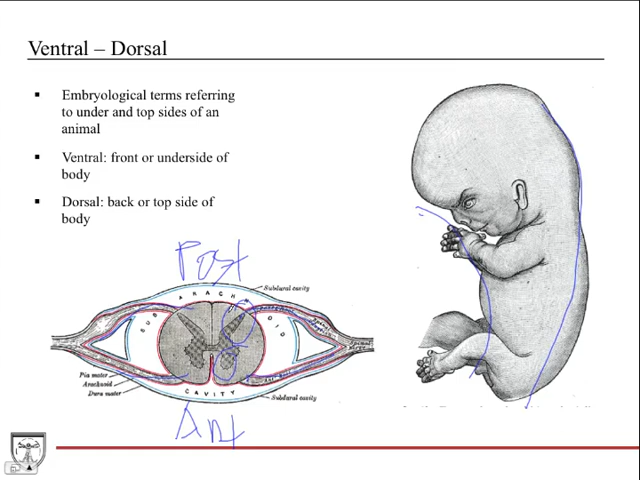 Ventral – Dorsal
▪ Embryological terms referring
to under and top sides of an
animal
▪ Ventral: front or underside of
body
▪ Dorsal: back or top side of
body
Post
Subdural cavity
SUB ARACHNOID
CAVITY
Pia mater
Arachnoid
Dura mater
Subdural cavity
Ant